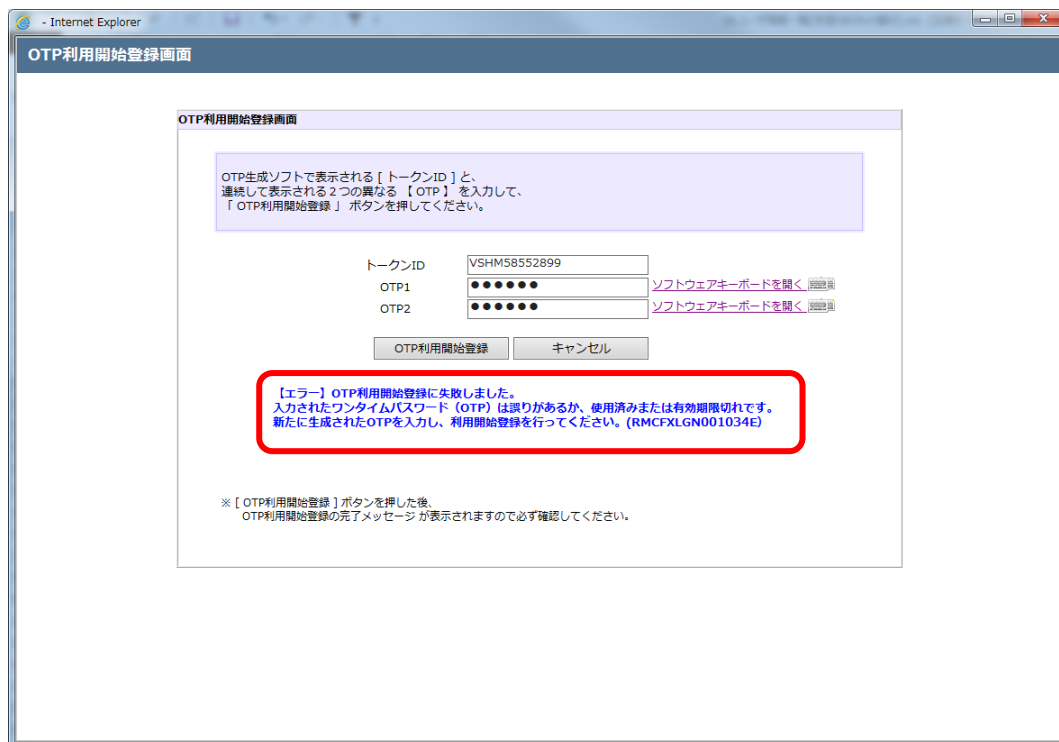 - Internet Explorer
OTP利用開始登録画面
OTP利用開始登録画面
OTP生成ソフトで表示される [ トークンID ] と、
連続して表示される２つの異なる 【 OTP 】 を入力して、
「 OTP利用開始登録 」 ボタンを押してください。
トークンID VSHM58552899
OTP1 ●●●●●● ソフトウェアキーボードを開く
OTP2 ●●●●●● ソフトウェアキーボードを開く
OTP利用開始登録 キャンセル
【エラー】OTP利用開始登録に失敗しました。
入力されたワンタイムパスワード（OTP）は誤りがあるか、使用済みまたは有効期限切れです。
新たに生成されたOTPを入力し、利用開始登録を行ってください。(RMCFXLGN001034E)
※ [ OTP利用開始登録 ] ボタンを押した後、
OTP利用開始登録の完了メッセージ が表示されますので必ず確認してください。